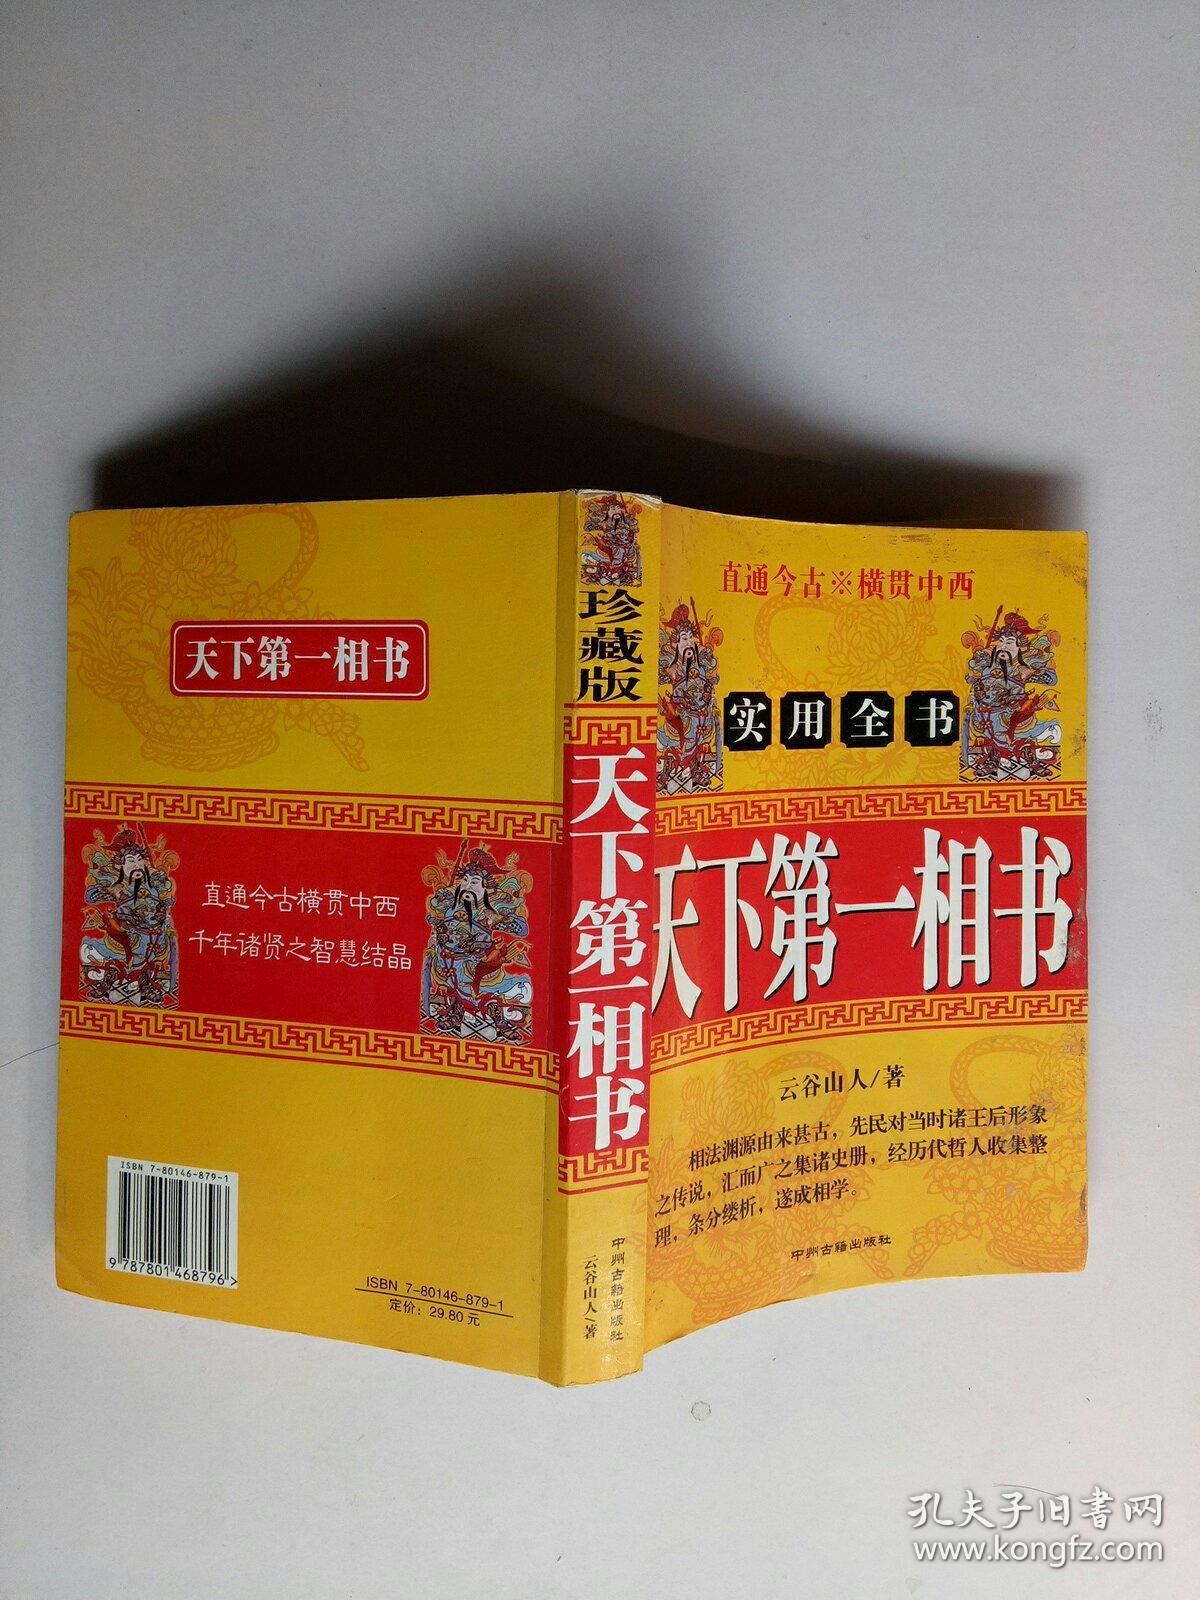 天下第一相书
直通今古横贯中西
千年诸贤之智慧结晶
ISBN 7-80146-879-1
9 787801 468796 >
ISBN 7-80146-879-1
定价：29.80 元
珍藏版
天下第一相书
中州古籍出版社
云谷山人/著
直通今古※横贯中西
实用全书
天下第一相书
云谷山人/著
相法渊源由来甚古，先民对当时诸王后形象
之传说，汇而广之集诸史册，经历代哲人收集整
理，条分缕析，遂成相学。
中州古籍出版社
孔夫子旧书网
www.kongfz.com